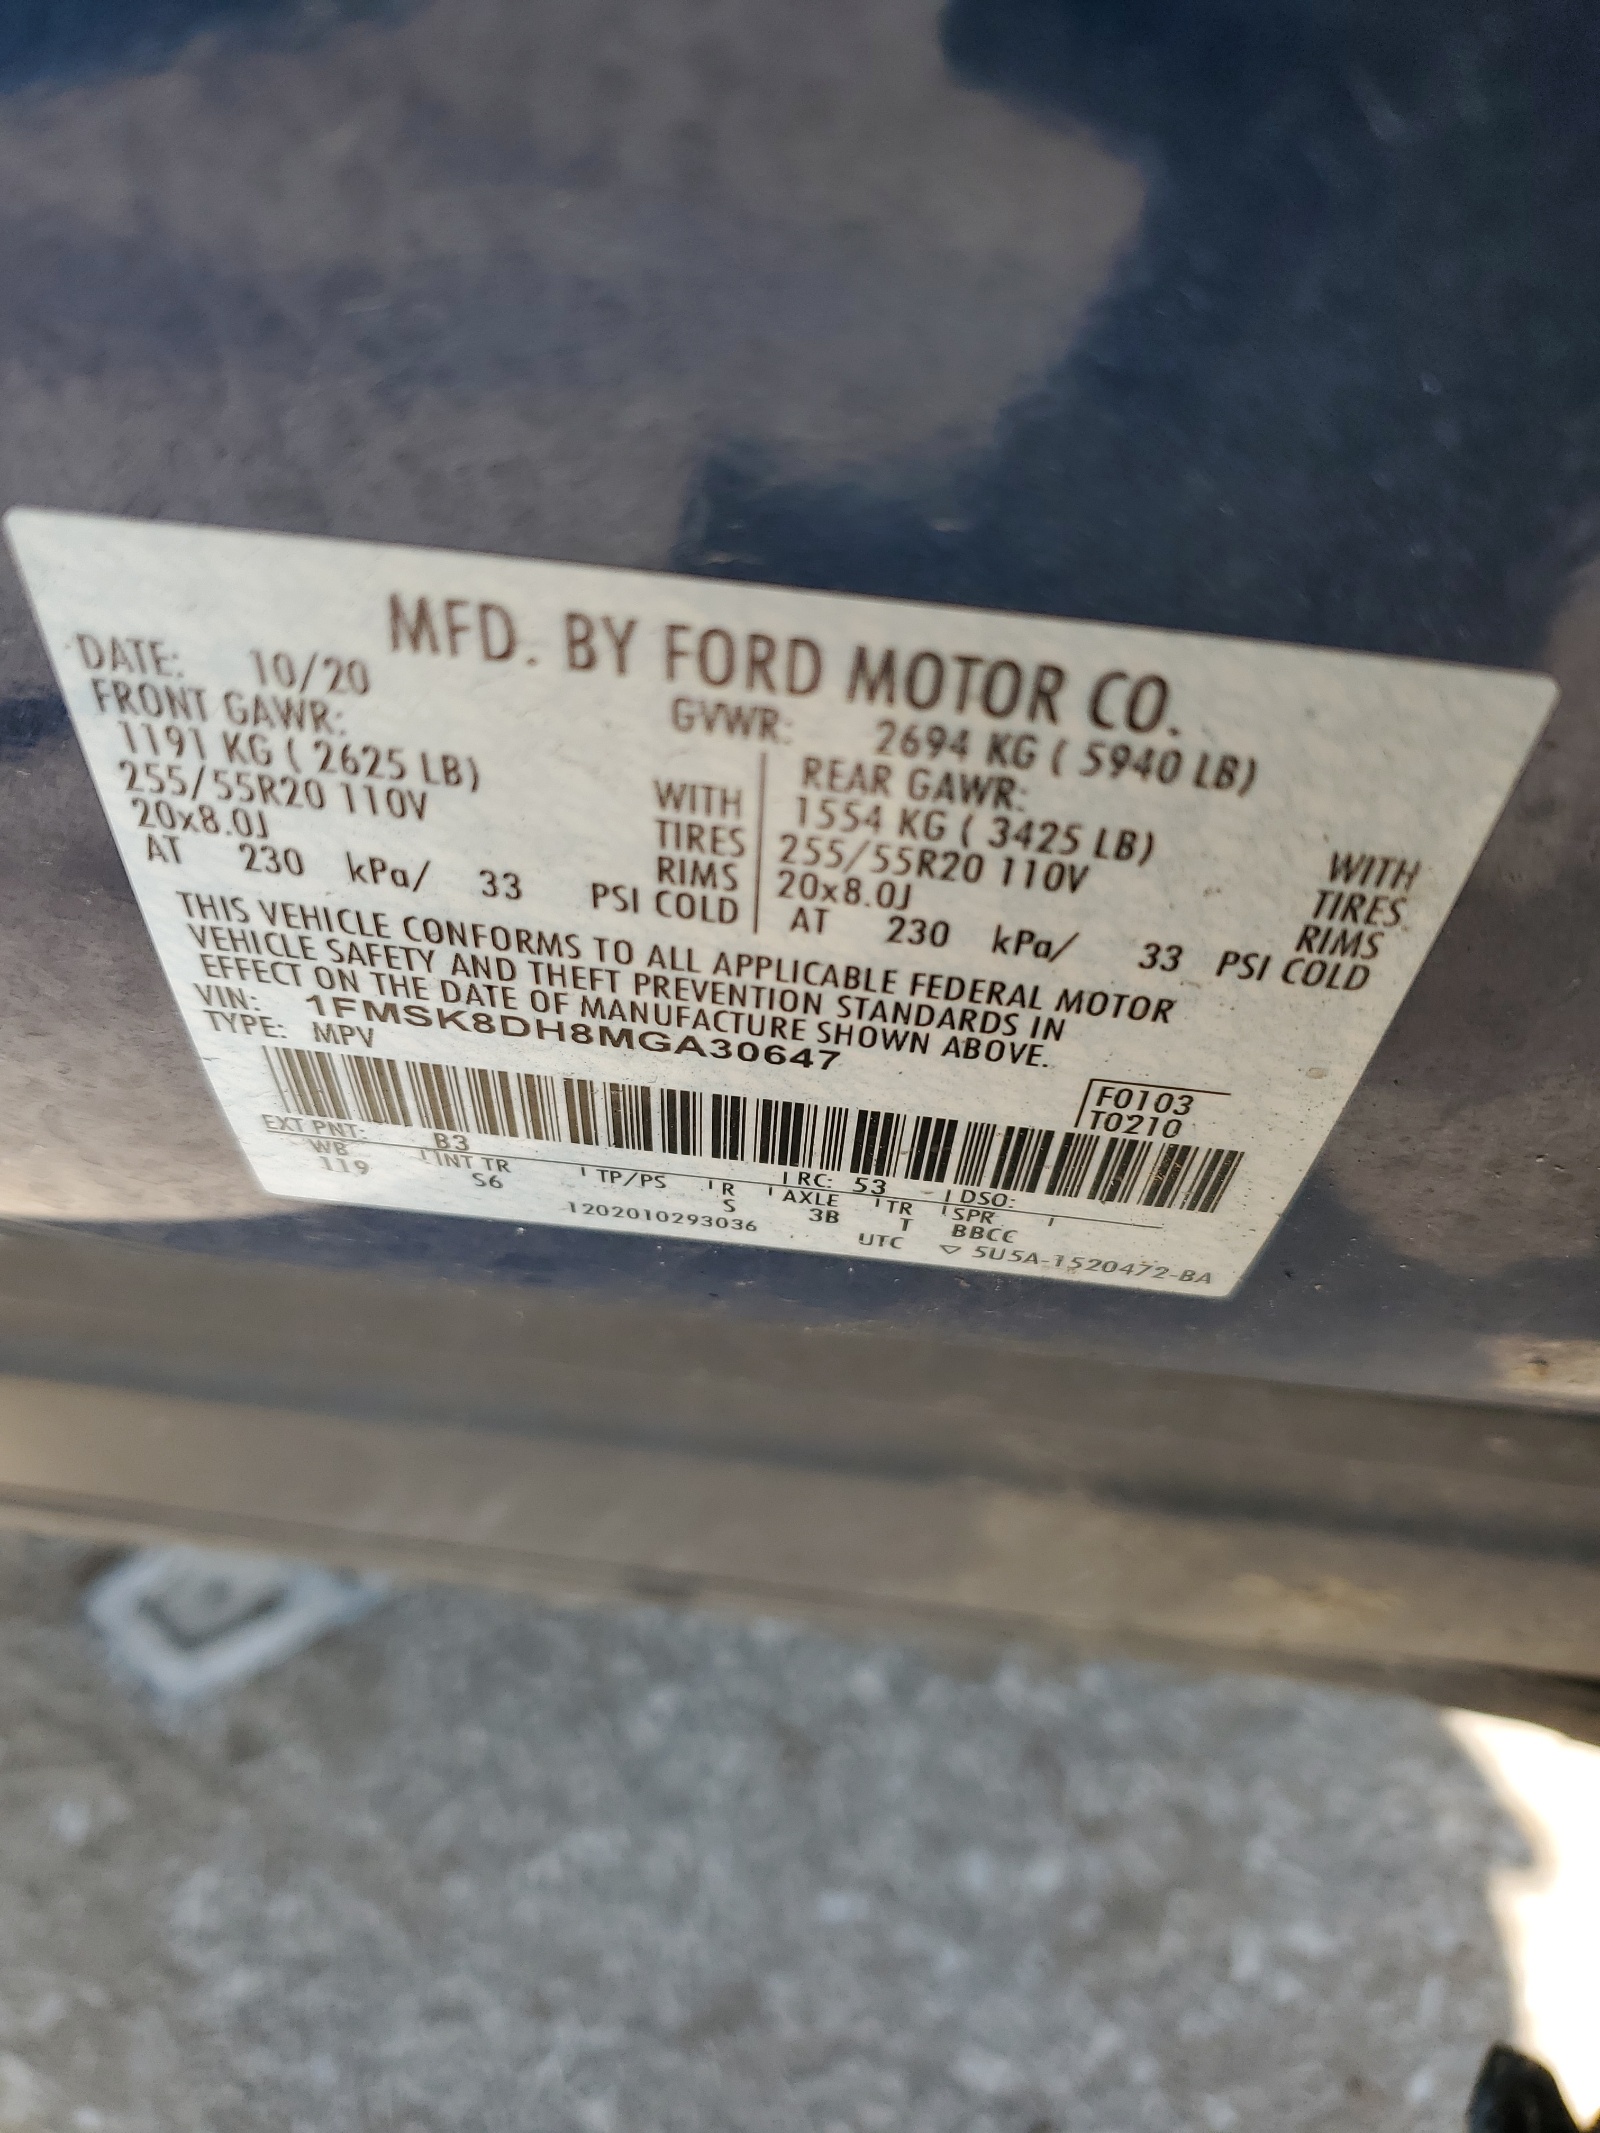 MFD. BY FORD MOTOR CO.
DATE: 10/20 GVWR: 2694 KG ( 5940 LB)
FRONT GAWR: REAR GAWR:
1191 KG ( 2625 LB) WITH 1554 KG ( 3425 LB) WITH
255/55R20 110V TIRES 255/55R20 110V TIRES
20x8.0J RIMS 20x8.0J RIMS
AT 230 kPa/ 33 PSI COLD AT 230 kPa/ 33 PSI COLD
THIS VEHICLE CONFORMS TO ALL APPLICABLE FEDERAL MOTOR
VEHICLE SAFETY AND THEFT PREVENTION STANDARDS IN
EFFECT ON THE DATE OF MANUFACTURE SHOWN ABOVE.
VIN: 1FMSK8DH8MGA30647
TYPE: MPV
F0103
T0210
EXT PNT: B3 RC: 53 DSO:
WB INT TR TP/PS R AXLE TR SPR
119 S6 S 3B T BBCC
1202010293036 UTC ▽ 5U5A-1520472-BA